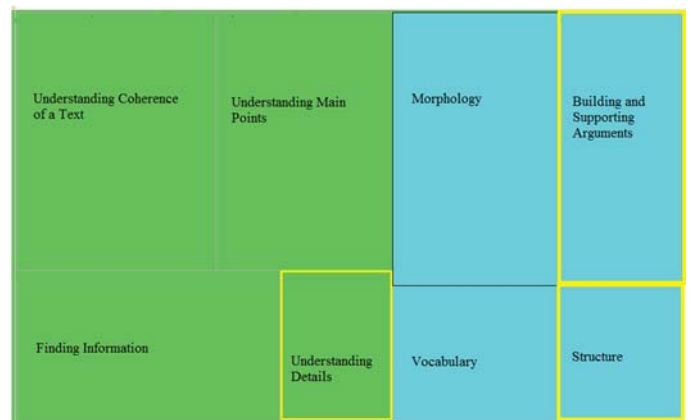 Understanding Coherence
of a Text
Understanding Main
Points
Morphology
Building and
Supporting
Arguments
Finding Information
Understanding
Details
Vocabulary
Structure